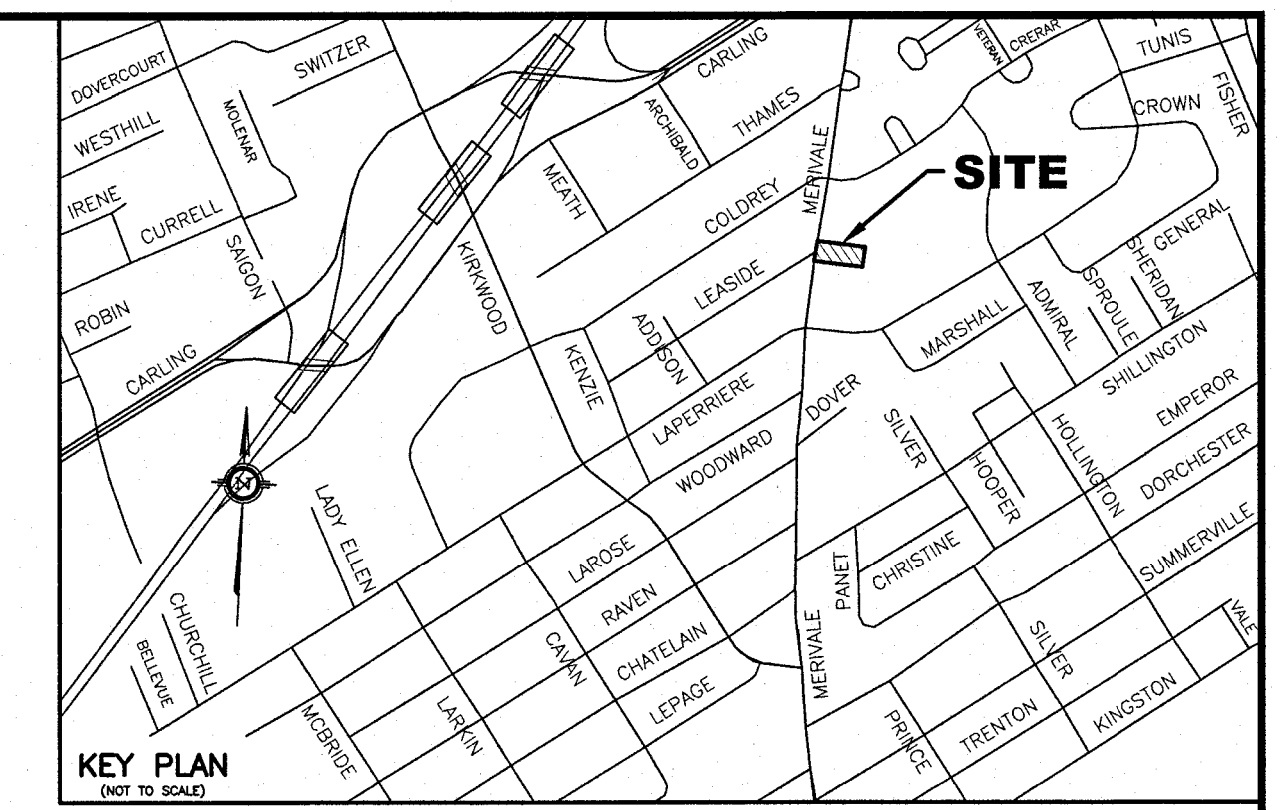 DOVERCOURT
SWITZER
CARLING
VETERAN
CRERAR
TUNIS
WESTHILL
MOLENAR
ARCHIBALD
THAMES
CROWN
FISHER
IRENE
CURRELL
MEATH
COLDREY
MERIVALE
SITE
SAIGON
KIRKWOOD
LEASIDE
GENERAL
SHERIDAN
SPROULE
ROBIN
ADDISON
MARSHALL
ADMIRAL
CARLING
KENZIE
SHILLINGTON
LAPERRIERE
DOVER
EMPEROR
WOODWARD
SILVER
HOOPER
HOLLINGTON
DORCHESTER
N
LADY ELLEN
LAROSE
CHRISTINE
SUMMERVILLE
PANET
RAVEN
CHURCHILL
BELLEVUE
CAVAN
CHATELAIN
MERIVALE
SILVER
VALE
LEPAGE
MCBRIDE
LARKIN
PRINCE
TRENTON
KINGSTON
KEY PLAN
(NOT TO SCALE)